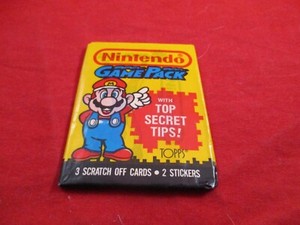 Nintendo
GAME PACK
WITH
TOP
SECRET
TIPS!
TOPPS
3 SCRATCH OFF CARDS • 2 STICKERS